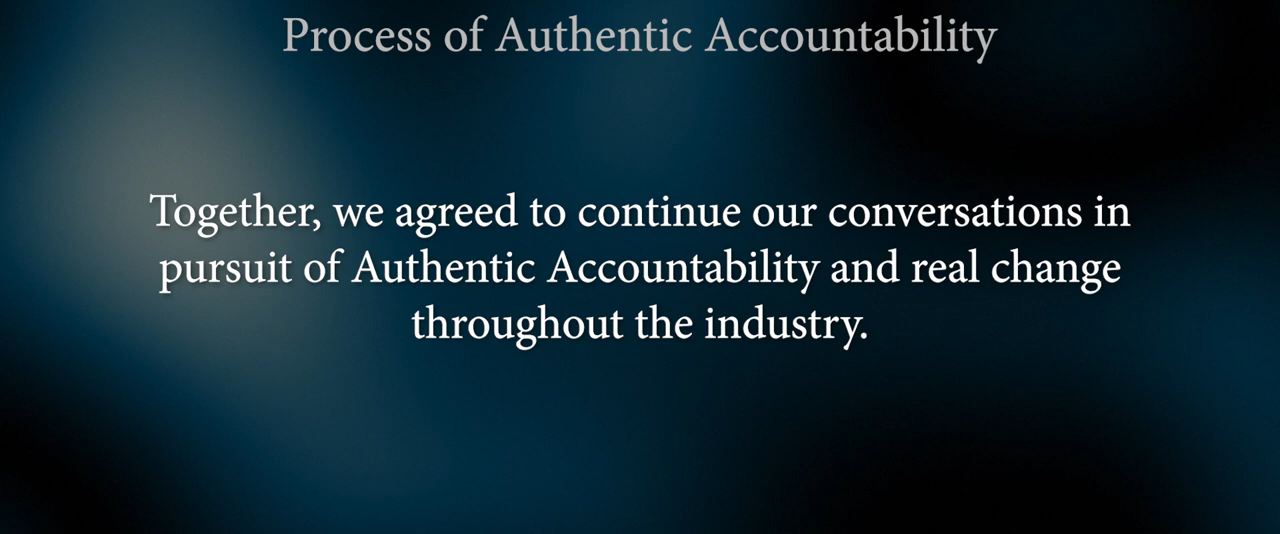 Process of Authentic Accountability
Together, we agreed to continue our conversations in
pursuit of Authentic Accountability and real change
throughout the industry.